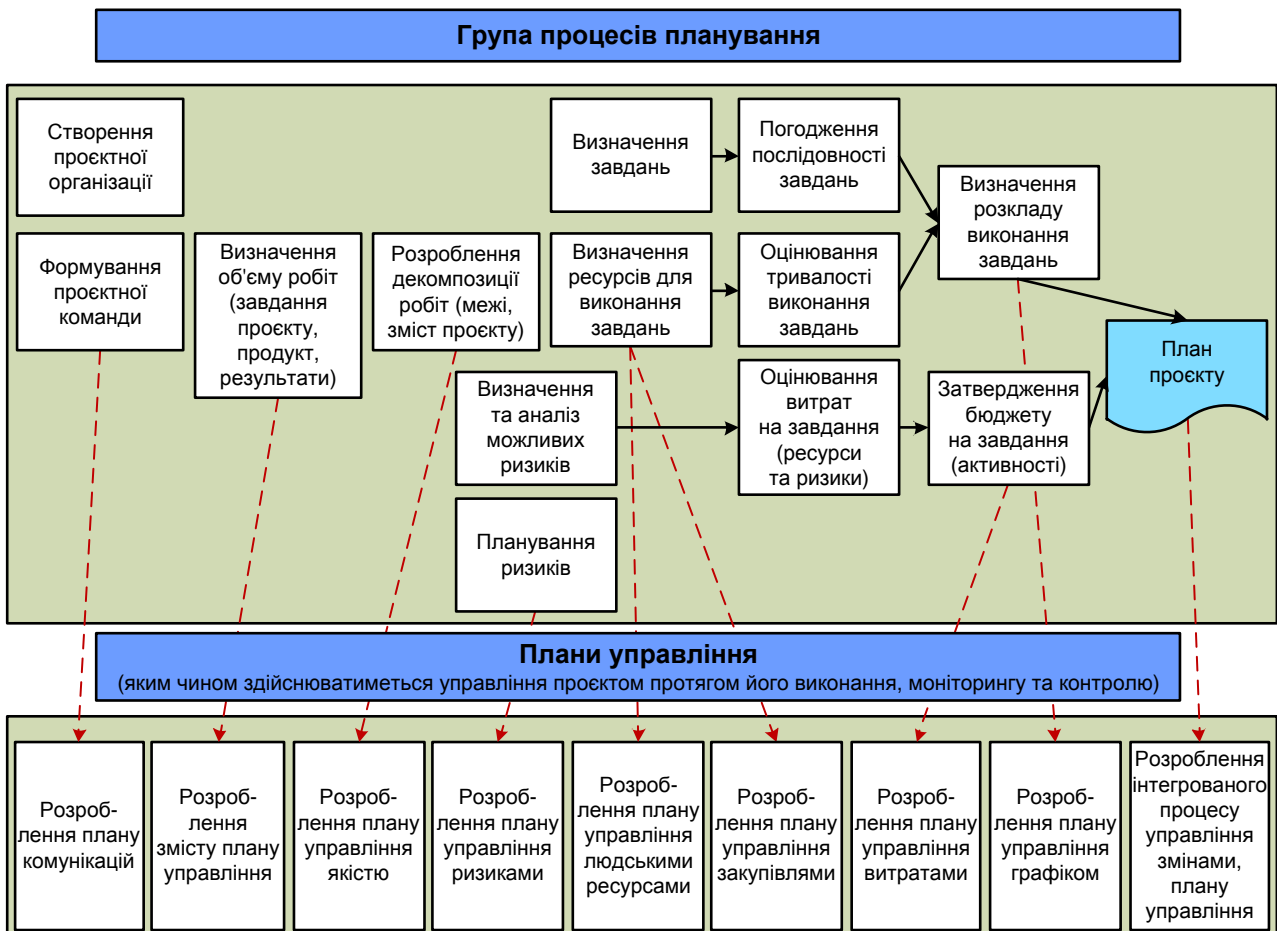 Група процесів планування
Створення
проєктної
організації
Визначення
завдань
Погодження
послідовності
завдань
Визначення
розкладу
виконання
завдань
Формування
проєктної
команди
Визначення
об'єму робіт
(завдання
проєкту,
продукт,
результати)
Розроблення
декомпозиції
робіт (межі,
зміст проєкту)
Визначення
ресурсів для
виконання
завдань
Оцінювання
тривалості
виконання
завдань
План
проєкту
Визначення
та аналіз
можливих
ризиків
Оцінювання
витрат
на завдання
(ресурси
та ризики)
Затвердження
бюджету
на завдання
(активності)
Планування
ризиків
Плани управління
(яким чином здійснюватиметься управління проєктом протягом його виконання, моніторингу та контролю)
Розроб-
лення плану
комунікацій
Розроб-
лення
змісту плану
управління
Розроб-
лення плану
управління
якістю
Розроб-
лення плану
управління
ризиками
Розроб-
лення плану
управління
людськими
ресурсами
Розроб-
лення плану
управління
закупівлями
Розроб-
лення плану
управління
витратами
Розроб-
лення плану
управління
графіком
Розроблення
інтегрованого
процесу
управління
змінами,
плану
управління